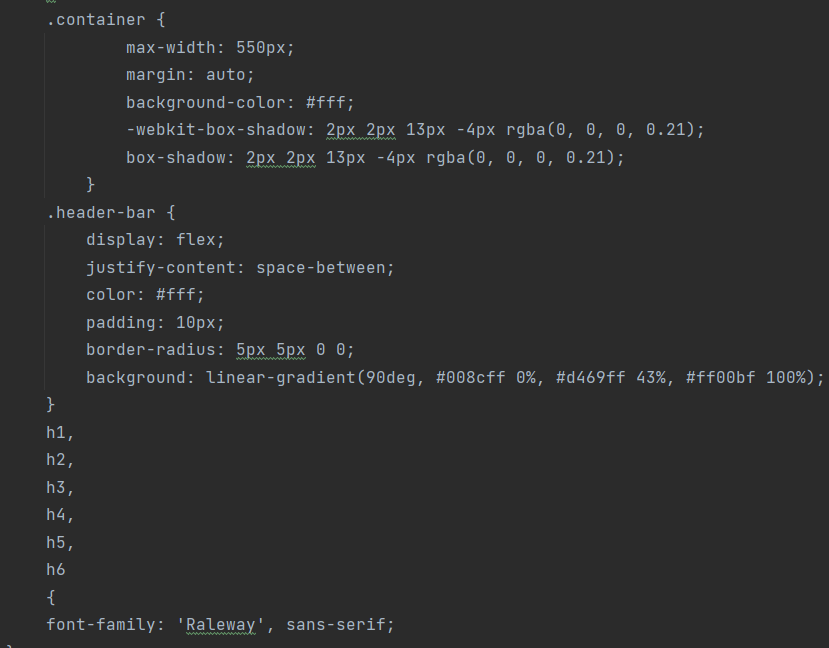 .container {
max-width: 550px;
margin: auto;
background-color: #fff;
-webkit-box-shadow: 2px 2px 13px -4px rgba(0, 0, 0, 0.21);
box-shadow: 2px 2px 13px -4px rgba(0, 0, 0, 0.21);
}
.header-bar {
display: flex;
justify-content: space-between;
color: #fff;
padding: 10px;
border-radius: 5px 5px 0 0;
background: linear-gradient(90deg, #008cff 0%, #d469ff 43%, #ff00bf 100%);
}
h1,
h2,
h3,
h4,
h5,
h6
{
font-family: 'Raleway', sans-serif;